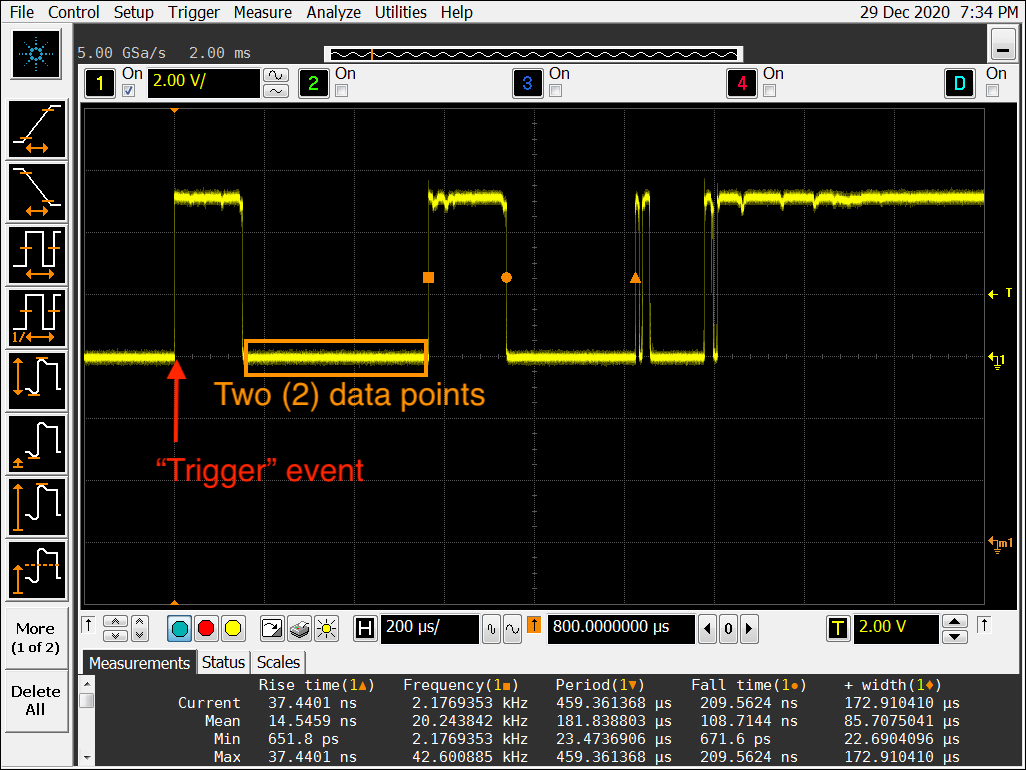 File Control Setup Trigger Measure Analyze Utilities Help 29 Dec 2020 7:34 PM
5.00 GSa/s 2.00 ms
1 On 2.00 V/ 2 On 3 On 4 On D On
T
1
Two (2) data points
“Trigger” event
m1
1/
More
(1 of 2)
Delete
All
H 200 µs/ 800.0000000 µs 0 T 2.00 V
Measurements Status Scales
Rise time(1▲) Frequency(1■) Period(1▼) Fall time(1●) + width(1♦)
Current 37.4401 ns 2.1769353 kHz 459.361368 µs 209.5624 ns 172.910410 µs
Mean 14.5459 ns 20.243842 kHz 181.838803 µs 108.7144 ns 85.7075041 µs
Min 651.8 ps 2.1769353 kHz 23.4736906 µs 671.6 ps 22.6904096 µs
Max 37.4401 ns 42.600885 kHz 459.361368 µs 209.5624 ns 172.910410 µs